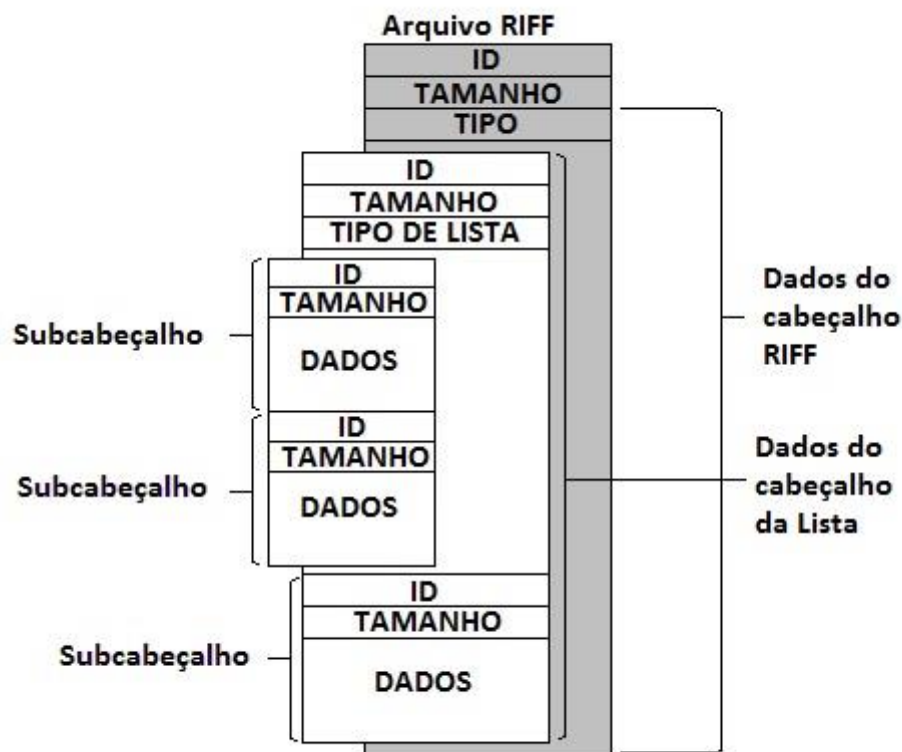 Arquivo RIFF
ID
TAMANHO
TIPO
ID
TAMANHO
TIPO DE LISTA
ID
TAMANHO
DADOS
Subcabeçalho
ID
TAMANHO
DADOS
Subcabeçalho
ID
TAMANHO
DADOS
Subcabeçalho
Dados do
cabeçalho
RIFF
Dados do
cabeçalho
da Lista